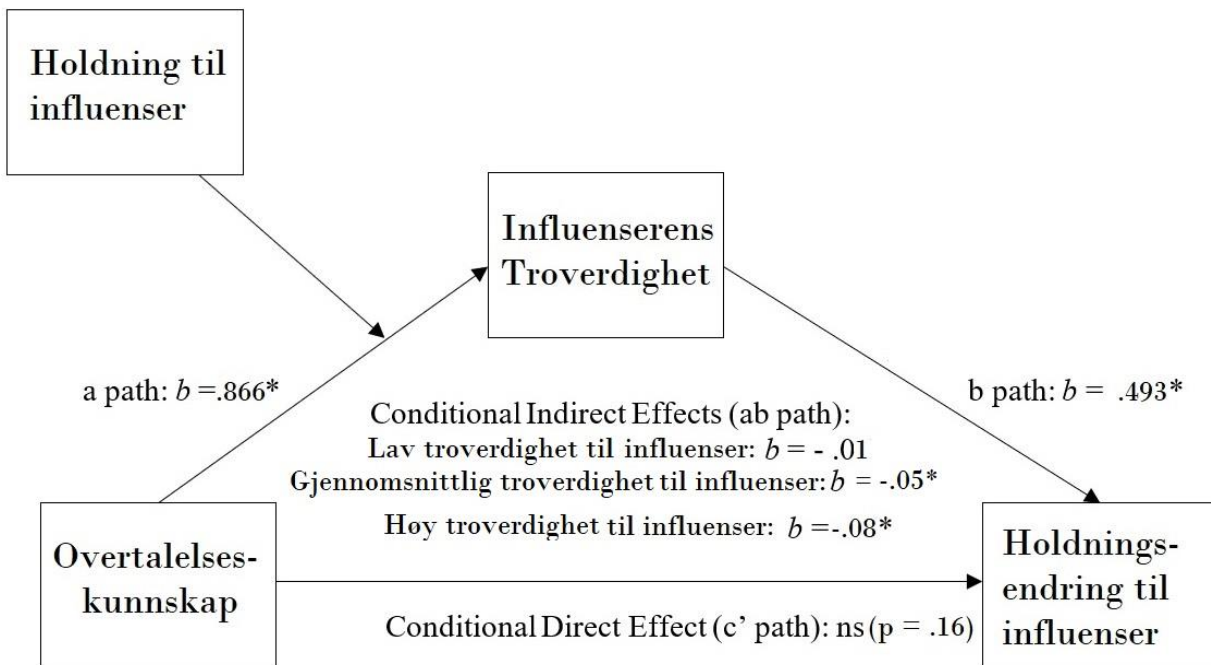 Holdning til
influenser
Influenserens
Troverdighet
a path: b =.866*
b path: b = .493*
Conditional Indirect Effects (ab path):
Lav troverdighet til influenser: b = - .01
Gjennomsnittlig troverdighet til influenser: b = -.05*
Høy troverdighet til influenser: b =-.08*
Overtalelses-
kunnskap
Holdnings-
endring til
influenser
Conditional Direct Effect (c’ path): ns (p = .16)